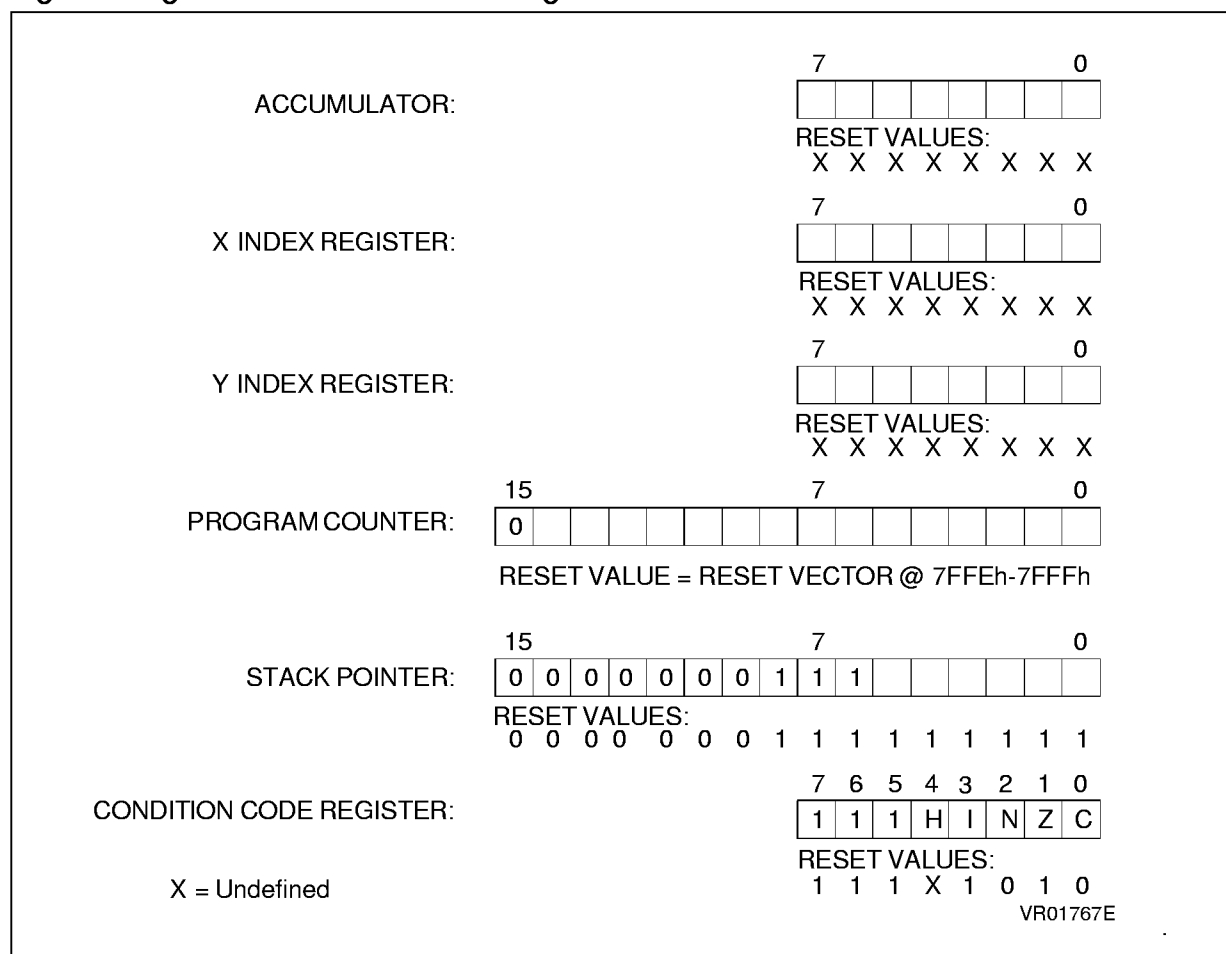 7 0
ACCUMULATOR:
RESET VALUES:
X X X X X X X X
7 0
X INDEX REGISTER:
RESET VALUES:
X X X X X X X X
7 0
Y INDEX REGISTER:
RESET VALUES:
X X X X X X X X
15 7 0
PROGRAM COUNTER: 0
RESET VALUE = RESET VECTOR @ 7FFEh-7FFFh
15 7 0
STACK POINTER: 0 0 0 0 0 0 0 1 1 1
RESET VALUES:
0 0 0 0 0 0 0 1 1 1 1 1 1 1 1 1
7 6 5 4 3 2 1 0
CONDITION CODE REGISTER: 1 1 1 H I N Z C
RESET VALUES:
1 1 1 X 1 0 1 0
X = Undefined
VR01767E